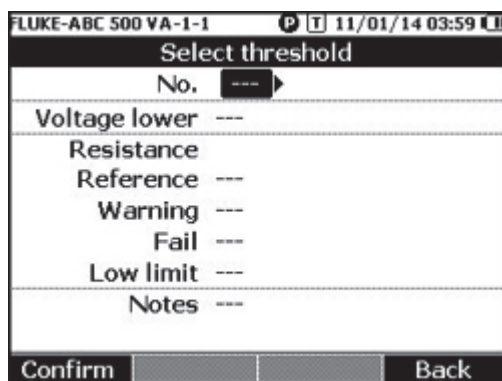 FLUKE-ABC 500 VA-1-1 P T 11/01/14 03:59
Select threshold
No. ---
Voltage lower ---
Resistance
Reference ---
Warning ---
Fail ---
Low limit ---
Notes ---
Confirm Back